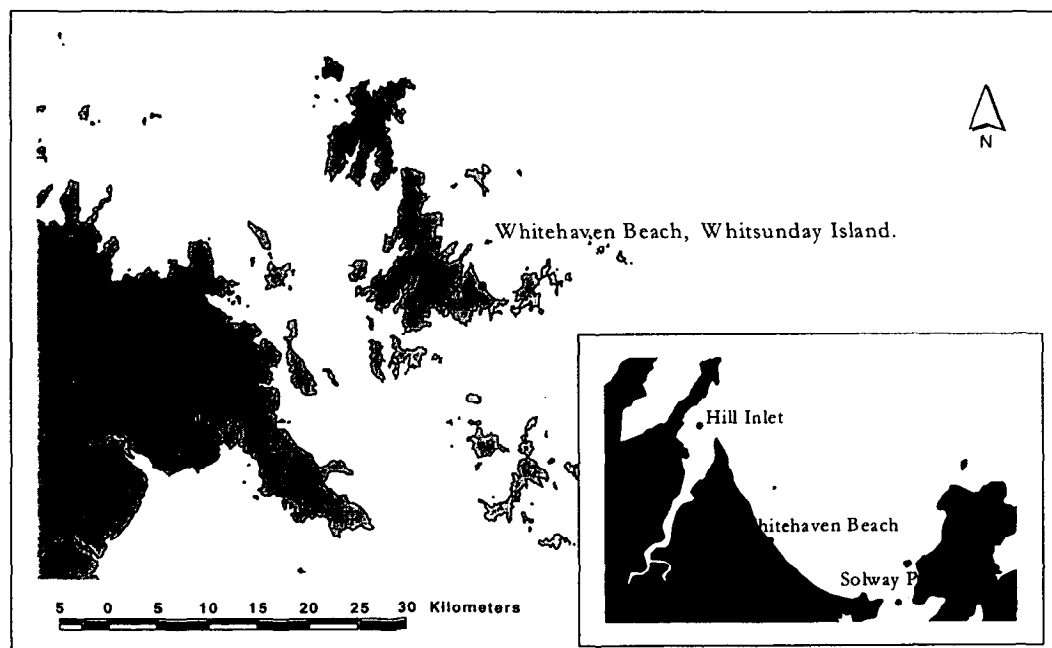 N
Whitehaven Beach, Whitsunday Island.
Hill Inlet
hitehaven Beach
Solway P
5 0 5 10 15 20 25 30 Kilometers